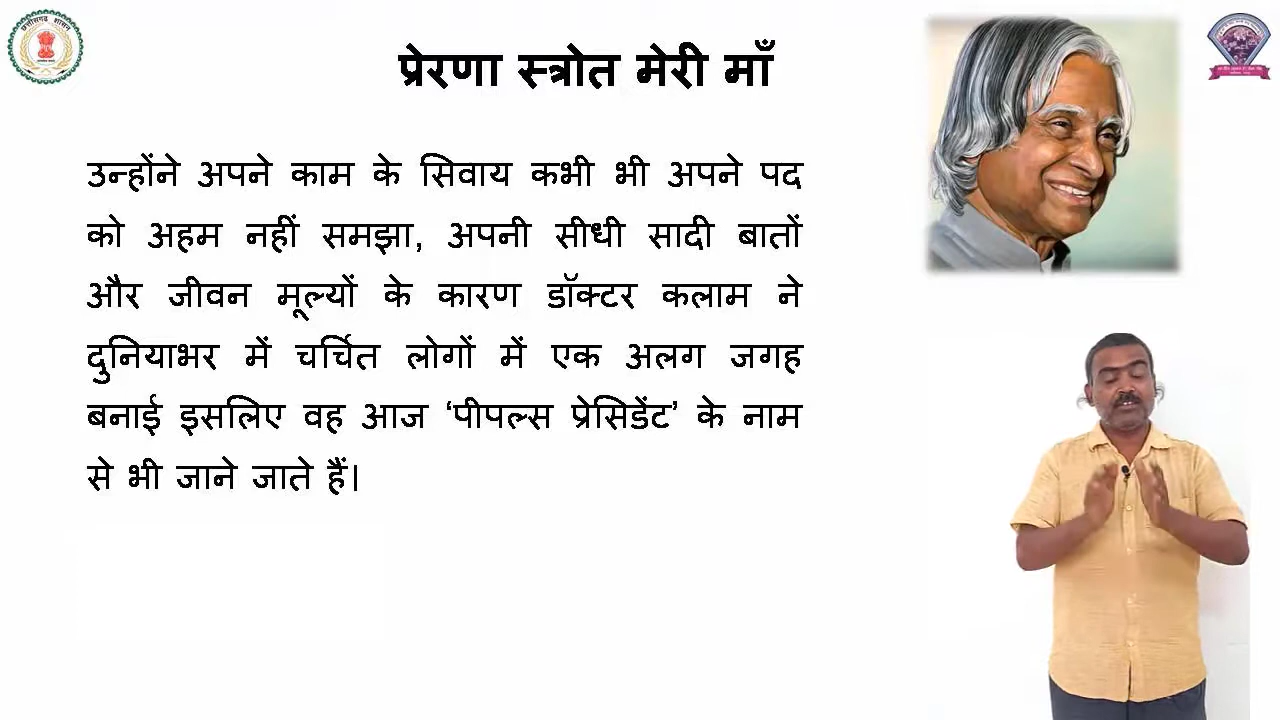 प्रेरणा स्त्रोत मेरी माँ
उन्होंने अपने काम के सिवाय कभी भी अपने पद
को अहम नहीं समझा, अपनी सीधी सादी बातों
और जीवन मूल्यों के कारण डॉक्टर कलाम ने
दुनियाभर में चर्चित लोगों में एक अलग जगह
बनाई इसलिए वह आज ‘पीपल्स प्रेसिडेंट’ के नाम
से भी जाने जाते हैं।